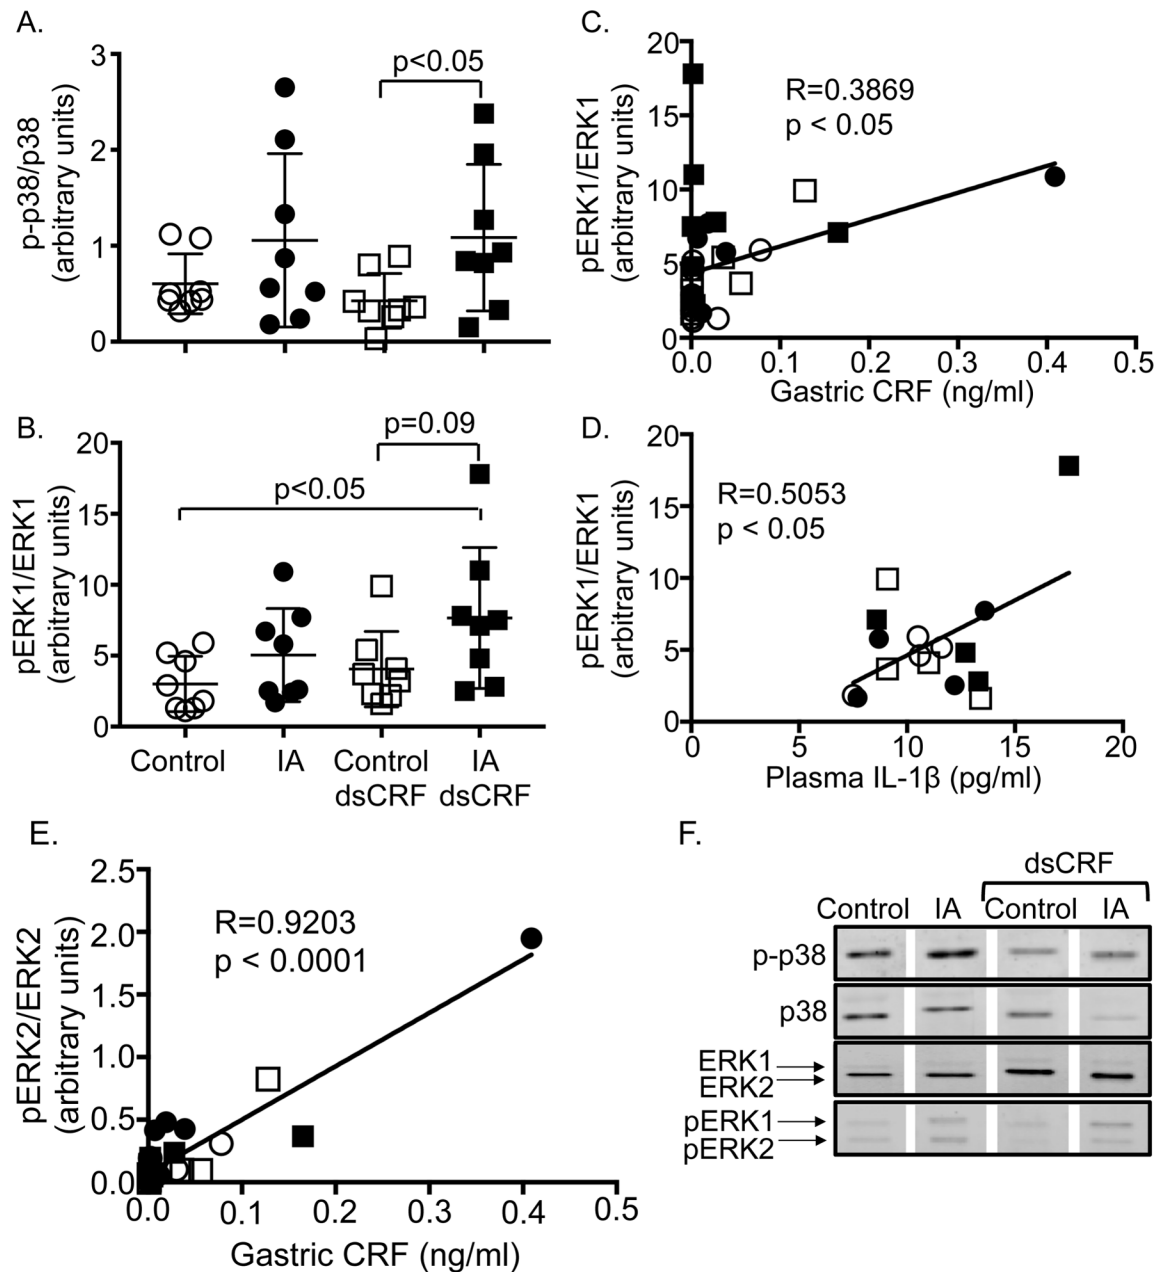 A.
p-p38/p38
(arbitrary units)
3
2
1
0
p<0.05
B.
pERK1/ERK1
(arbitrary units)
20
15
10
5
0
p<0.05
p=0.09
Control
IA
Control
dsCRF
IA
dsCRF
C.
pERK1/ERK1
(arbitrary units)
20
15
10
5
0
R=0.3869
p < 0.05
0.0 0.1 0.2 0.3 0.4 0.5
Gastric CRF (ng/ml)
D.
pERK1/ERK1
(arbitrary units)
20
15
10
5
0
R=0.5053
p < 0.05
0 5 10 15 20
Plasma IL-1β (pg/ml)
E.
pERK2/ERK2
(arbitrary units)
2.5
2.0
1.5
1.0
0.5
0.0
R=0.9203
p < 0.0001
0.0 0.1 0.2 0.3 0.4 0.5
Gastric CRF (ng/ml)
F.
dsCRF
Control IA Control IA
p-p38
p38
ERK1
ERK2
pERK1
pERK2